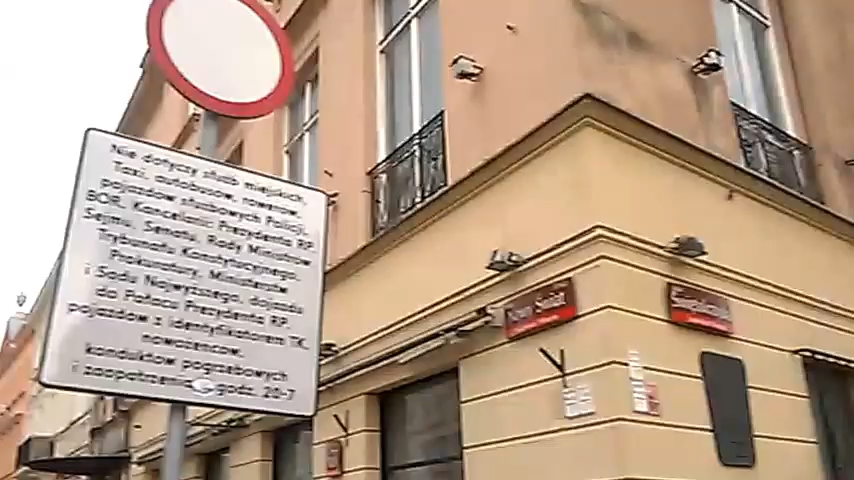 Nie dotyczy służb miejskich,
Taxi, autobusów, rowerów,
pojazdów służbowych Policji,
BOR, Kancelarii Prezydenta RP,
Sejmu, Senatu, Rady Ministrów
Trybunału Konstytucyjnego
Prokuratury, Ministerstw
i Sądu Najwyższego, dojazdu
do Pałacu Prezydenta RP,
pojazdów z identyfikatorem TK,
konduktów pogrzebowych
i zaopatrzenia w godz. 20-7
Nowy Świat
Świętokrzyska